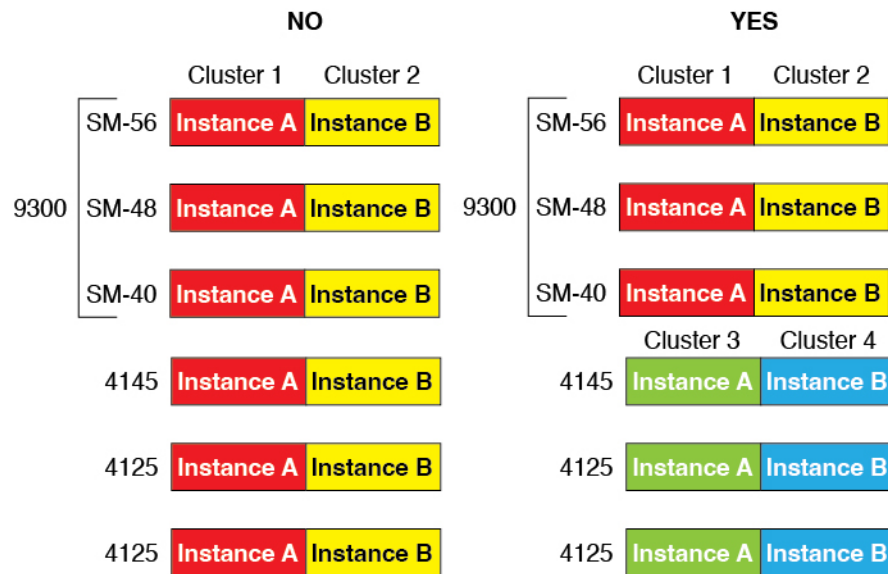 NO YES
Cluster 1 Cluster 2 Cluster 1 Cluster 2
SM-56 Instance A Instance B SM-56 Instance A Instance B
9300 SM-48 Instance A Instance B 9300 SM-48 Instance A Instance B
SM-40 Instance A Instance B SM-40 Instance A Instance B
Cluster 3 Cluster 4
4145 Instance A Instance B 4145 Instance A Instance B
4125 Instance A Instance B 4125 Instance A Instance B
4125 Instance A Instance B 4125 Instance A Instance B